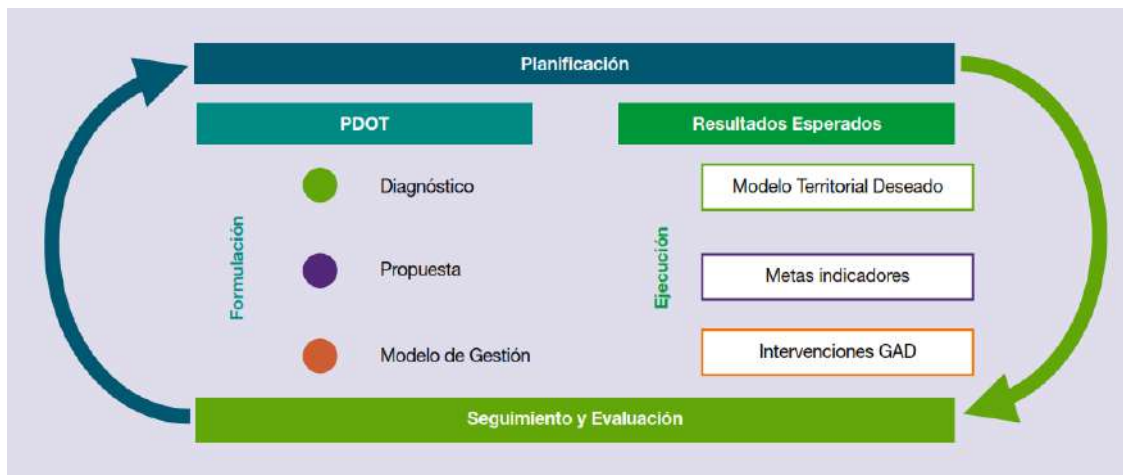 Planificación
PDOT
Resultados Esperados
Formulación
Diagnóstico
Propuesta
Modelo de Gestión
Ejecución
Modelo Territorial Deseado
Metas indicadores
Intervenciones GAD
Seguimiento y Evaluación